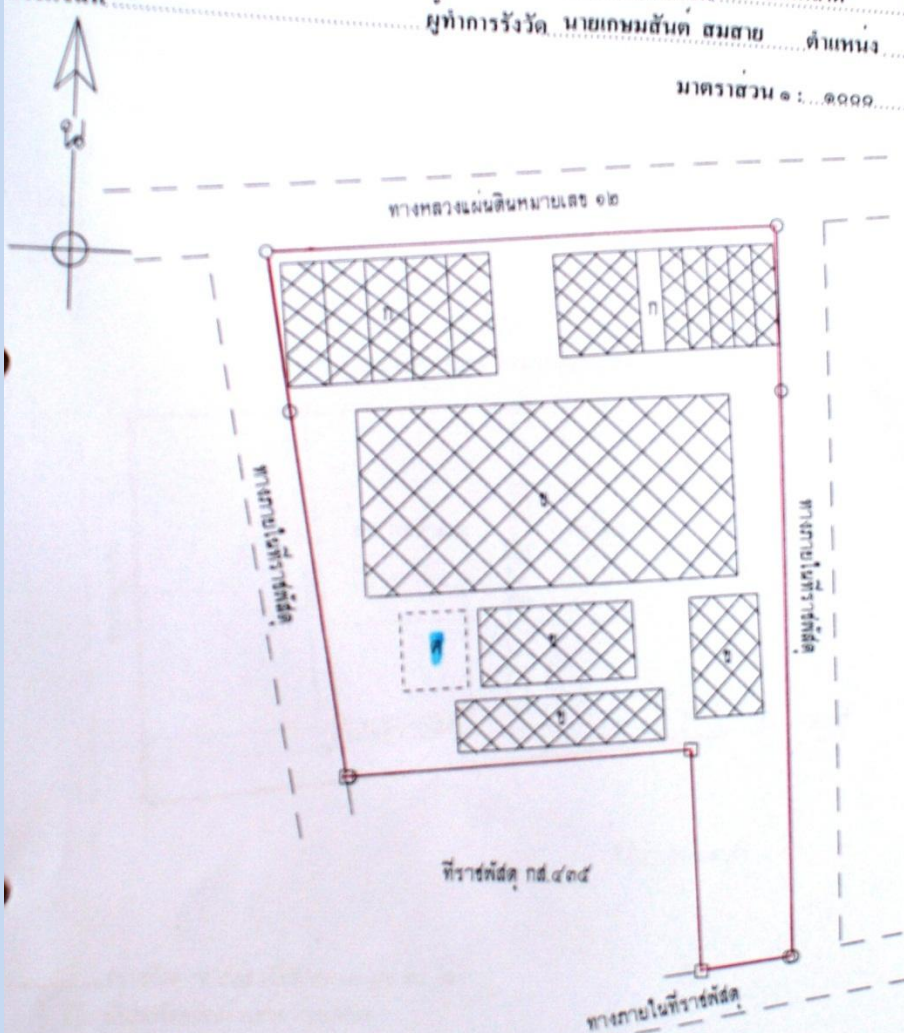 ผู้ทำการรังวัด นายเกษมสันต์ สมสาย ตำแหน่ง
มาตราส่วน ๑ : ๑๐๐๐
ทางหลวงแผ่นดินหมายเลข ๑๒
ก
ก
ทางภายในที่ราชพัสดุ
ข
ทางภายในที่ราชพัสดุ
ข
ข
ข
ที่ราชพัสดุ กส.๔๓๕
ทางภายในที่ราชพัสดุ